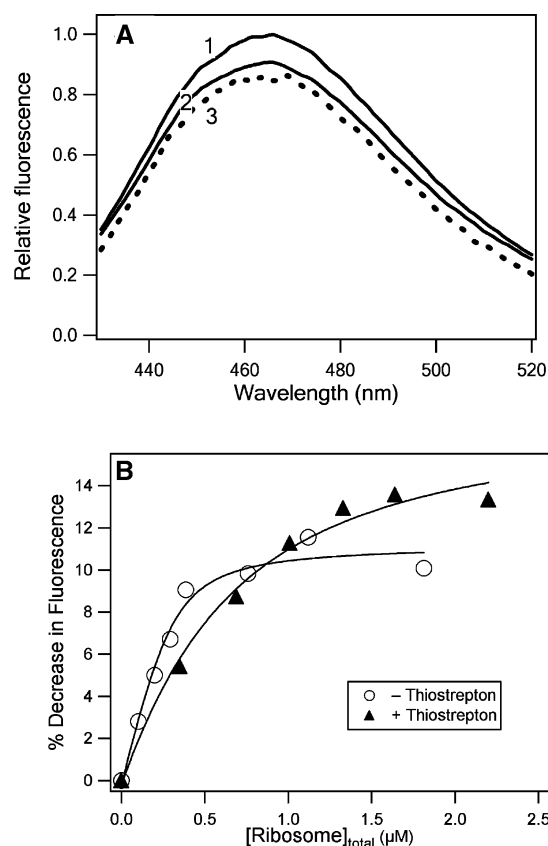 A
1
2
3
Relative fluorescence
1.0
0.8
0.6
0.4
0.2
0.0
440 460 480 500 520
Wavelength (nm)
B
% Decrease in Fluorescence
14
12
10
8
6
4
2
0
– Thiostrepton
+ Thiostrepton
0.0 0.5 1.0 1.5 2.0 2.5
[Ribosome]total (µM)